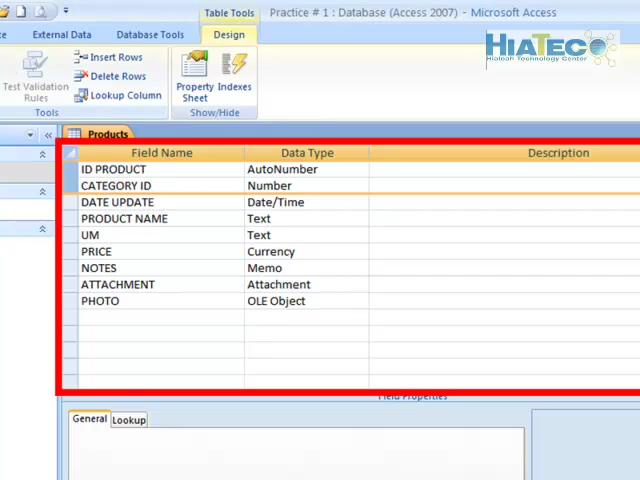 Table Tools
Practice # 1 : Database (Access 2007) - Microsoft Access
External Data
Database Tools
Design
HiATeCo
Hialeah Technology Center
Test Validation
Rules
Insert Rows
Delete Rows
Lookup Column
Property
Sheet
Indexes
Tools
Show/Hide
Products
Field Name Data Type Description
ID PRODUCT AutoNumber
CATEGORY ID Number
DATE UPDATE Date/Time
PRODUCT NAME Text
UM Text
PRICE Currency
NOTES Memo
ATTACHMENT Attachment
PHOTO OLE Object
Field Properties
General Lookup